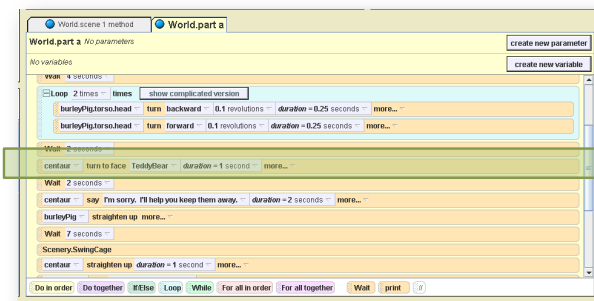 World.scene 1 method World.part a
World.part a No parameters create new parameter
No variables create new variable
Wait 4 seconds
Loop 2 times times show complicated version
burleyPig.torso.head turn backward 0.1 revolutions duration = 0.25 seconds more...
burleyPig.torso.head turn forward 0.1 revolutions duration = 0.25 seconds more...
Wait 2 seconds
centaur turn to face TeddyBear duration = 1 second more...
Wait 2 seconds
centaur say I'm sorry. I'll help you keep them away. duration = 2 seconds more...
burleyPig straighten up more...
Wait 7 seconds
Scenery.SwingCage
centaur straighten up duration = 1 second more...
Do in order Do together If/Else Loop While For all in order For all together Wait print //